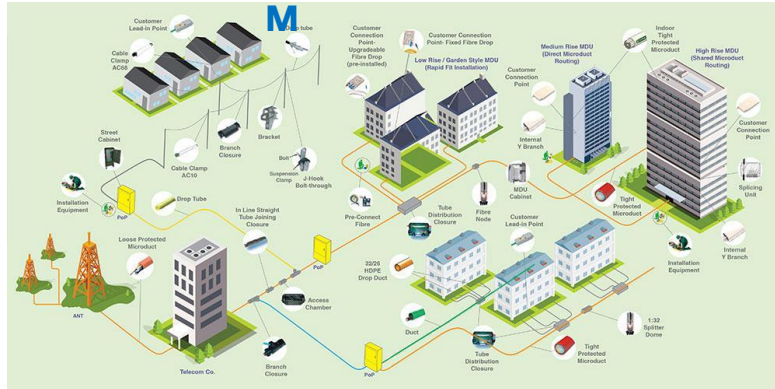 M
Customer
Lead-in Point
tube
Cable
Clamp
AC68
Customer
Connection
Point-
Upgradeable
Fibre Drop
(pre-installed)
Customer Connection
Point- Fixed Fibre Drop
Low Rise / Garden Style MDU
(Rapid Fit Installation)
Medium Rise MDU
(Direct Microduct
Routing)
Indoor
Tight
Protected
Microduct
High Rise MDU
(Shared Microduct
Routing)
Customer
Connection
Point
Customer
Connection
Point
Street
Cabinet
Cable Clamp
AC10
Branch
Closure
Bracket
Bolt
Suspension
Clamp
J-Hook
Bolt-through
Internal
Y Branch
MDU
Cabinet
Splicing
Unit
Installation
Equipment
PoP
Drop Tube
In Line Straight
Tube Joining
Closure
Pre-Connect
Fibre
Tube
Distribution
Closure
Fibre
Node
Tight
Protected
Microduct
Customer
Lead-in Point
Internal
Y Branch
Installation
Equipment
Loose Protected
Microduct
PoP
32/26
HDPE
Drop Duct
ANT
Access
Chamber
Duct
1:32
Splitter
Dome
Telecom Co.
Branch
Closure
PoP
Tube
Distribution
Closure
Tight
Protected
Microduct